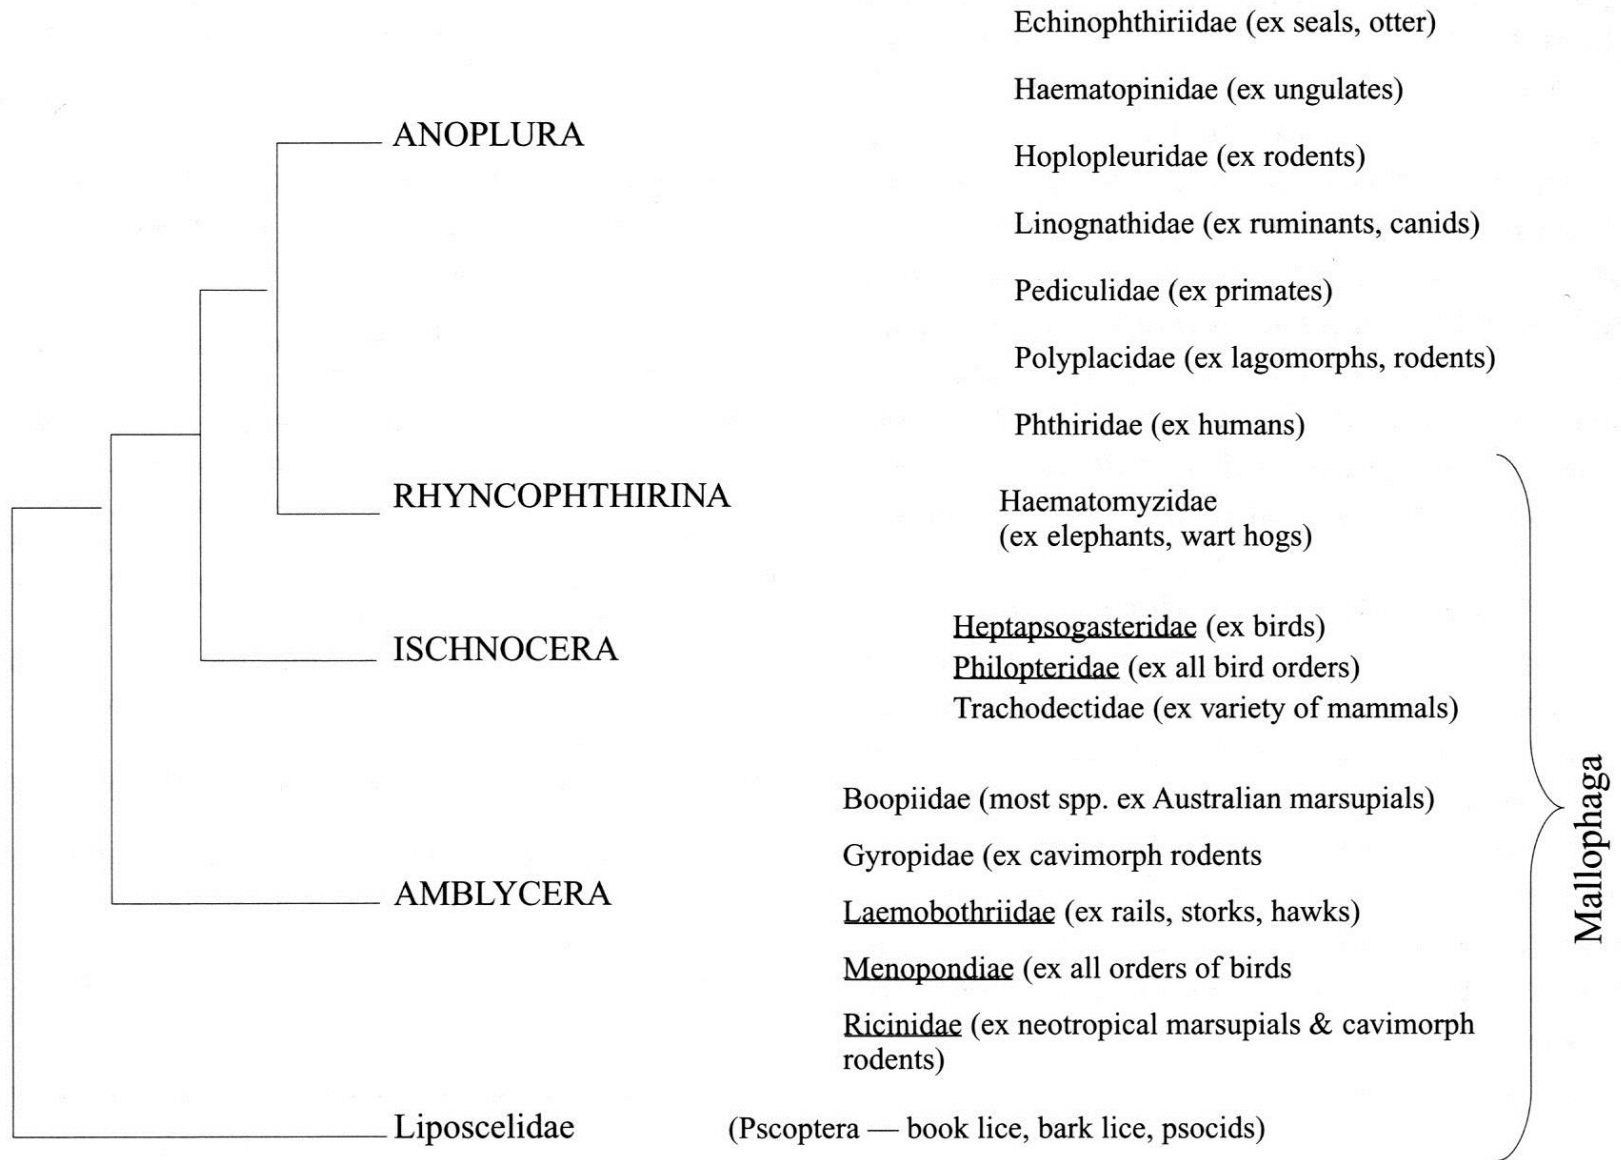 Echinophthiriidae (ex seals, otter)
Haematopinidae (ex ungulates)
ANOPLURA
Hoplopleuridae (ex rodents)
Linognathidae (ex ruminants, canids)
Pediculidae (ex primates)
Polyplacidae (ex lagomorphs, rodents)
Phthiridae (ex humans)
RHYNCOPHTHIRINA
Haematomyzidae
(ex elephants, wart hogs)
ISCHNOCERA
Heptapsogasteridae (ex birds)
Philopteridae (ex all bird orders)
Trachodectidae (ex variety of mammals)
AMBLYCERA
Boopiidae (most spp. ex Australian marsupials)
Gyropidae (ex cavimorph rodents
Laemobothriidae (ex rails, storks, hawks)
Menopondiae (ex all orders of birds
Ricinidae (ex neotropical marsupials & cavimorph
rodents)
Mallophaga
Liposcelidae (Pscoptera — book lice, bark lice, psocids)